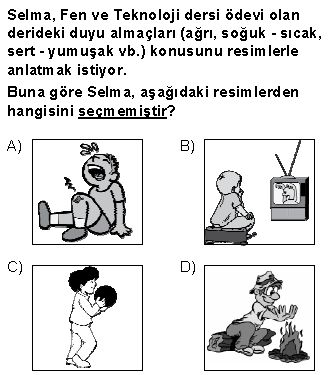 Selma, Fen ve Teknoloji dersi ödevi olan
derideki duyu almaçları (ağrı, soğuk - sıcak,
sert - yumuşak vb.) konusunu resimlerle
anlatmak istiyor.
Buna göre Selma, aşağıdaki resimlerden
hangisini seçmemiştir?
A)
B)
C)
D)